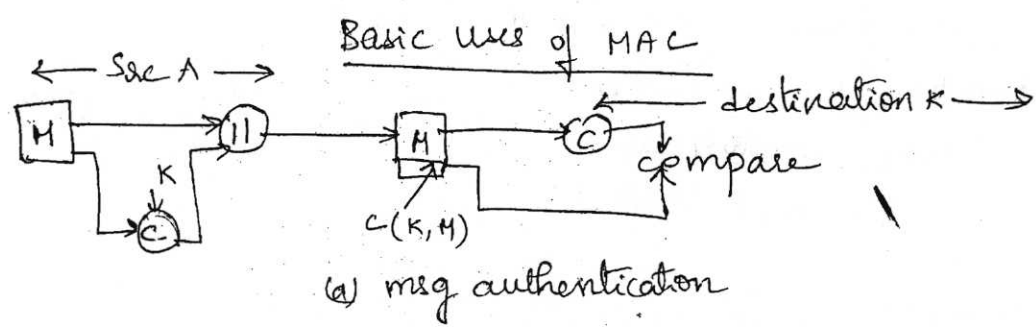 Basic Uses of MAC
← Src A →
← destination K →
M
||
M
C
compare
K
C
C(K, M)
(a) msg authentication